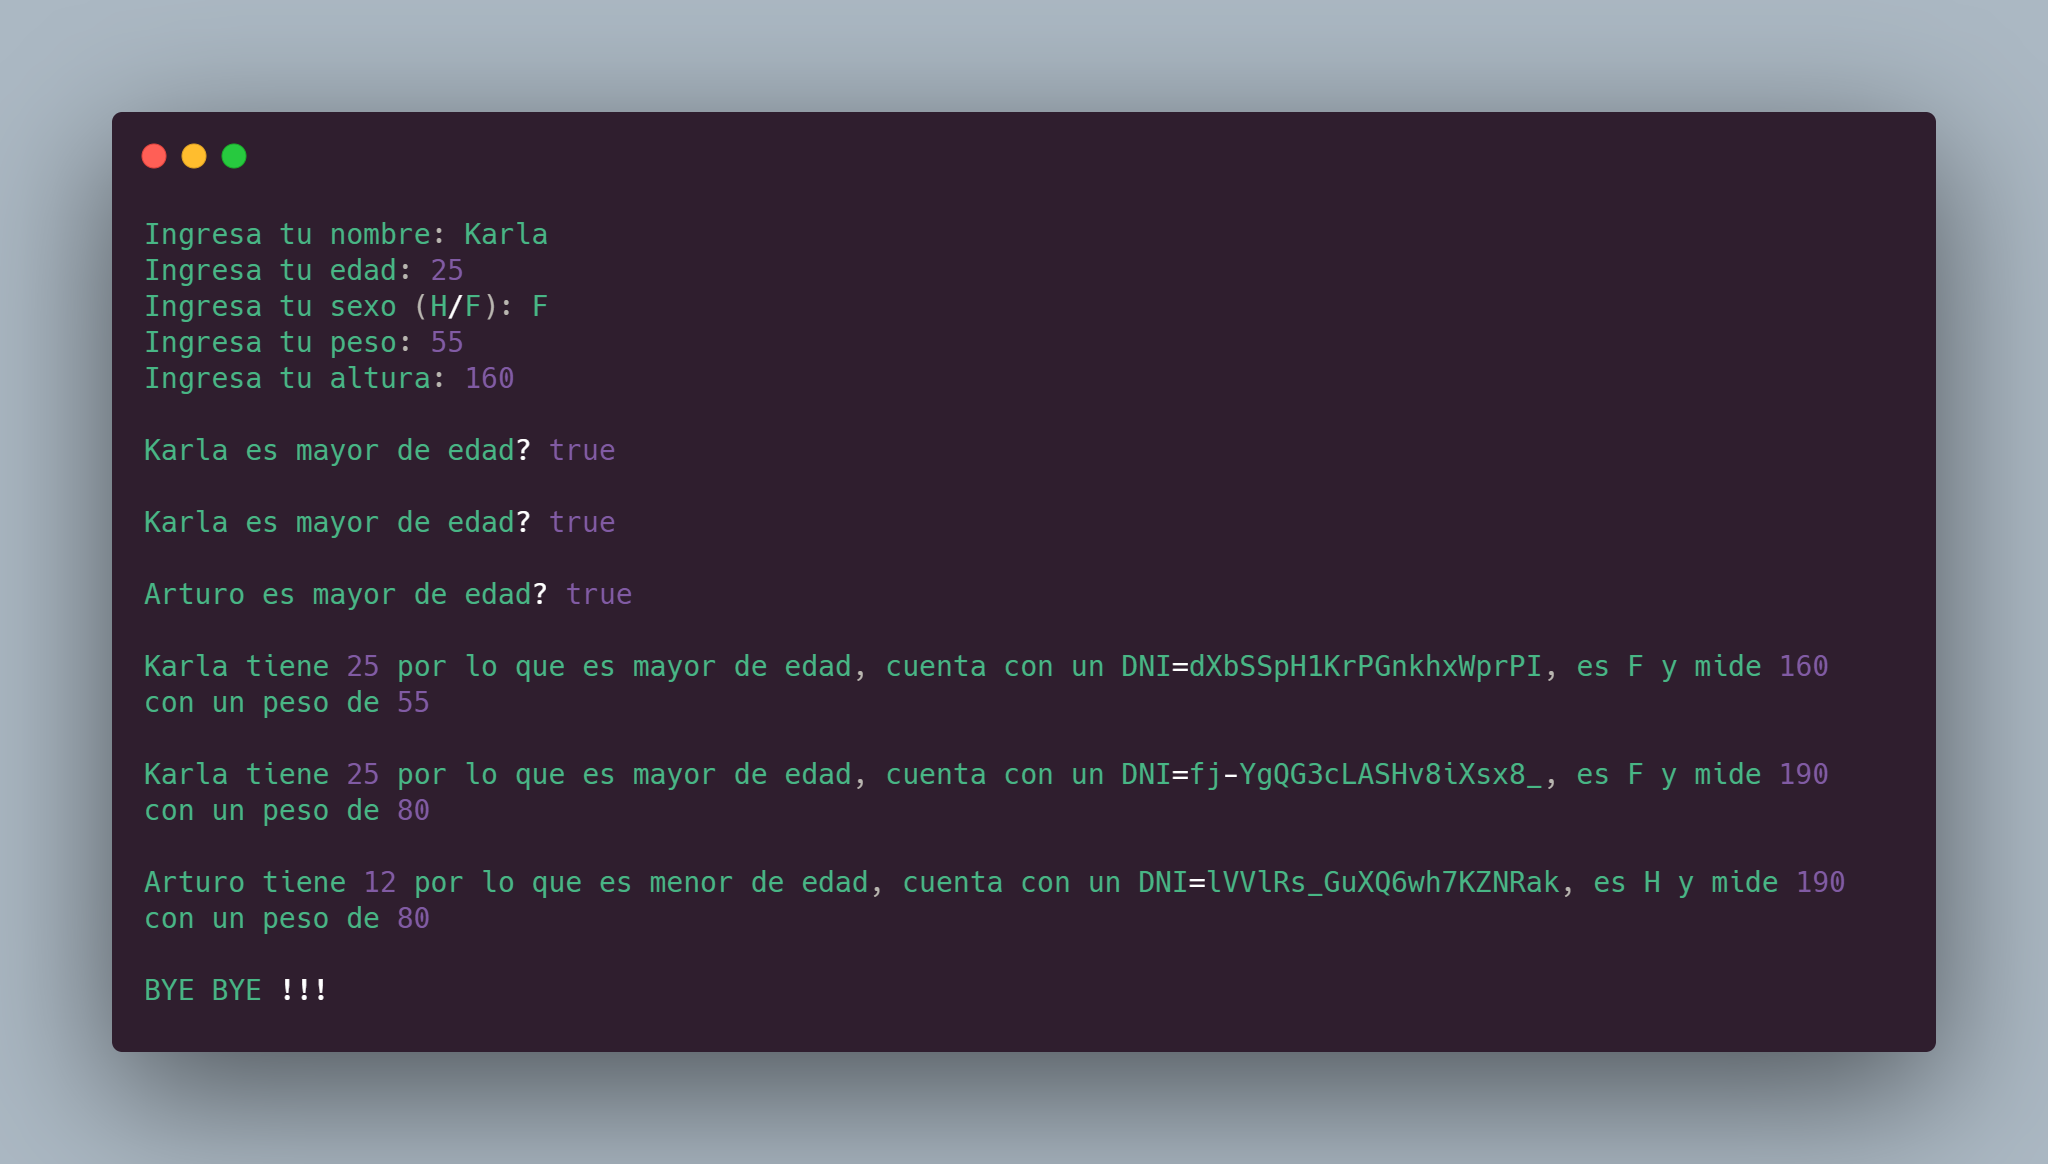 Ingresa tu nombre: Karla
Ingresa tu edad: 25
Ingresa tu sexo (H/F): F
Ingresa tu peso: 55
Ingresa tu altura: 160
Karla es mayor de edad? true
Karla es mayor de edad? true
Arturo es mayor de edad? true
Karla tiene 25 por lo que es mayor de edad, cuenta con un DNI=dXbSSpH1KrPGnkhxWprPI, es F y mide 160
con un peso de 55
Karla tiene 25 por lo que es mayor de edad, cuenta con un DNI=fj-YgQG3cLASHv8iXsx8_, es F y mide 190
con un peso de 80
Arturo tiene 12 por lo que es menor de edad, cuenta con un DNI=lVVlRs_GuXQ6wh7KZNRak, es H y mide 190
con un peso de 80
BYE BYE !!!